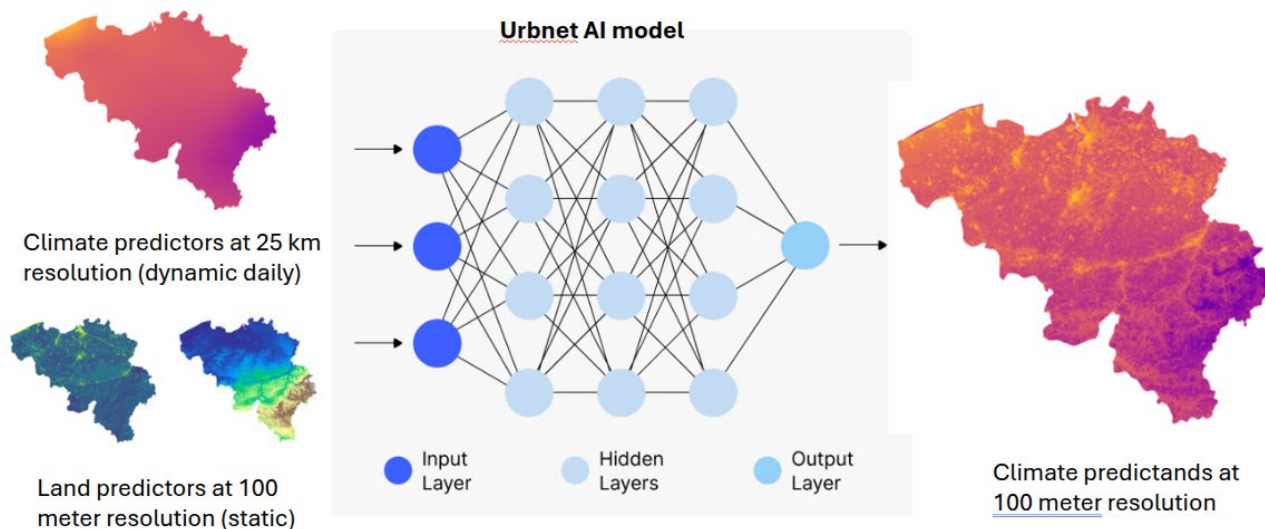 Urbnet AI model
Climate predictors at 25 km
resolution (dynamic daily)
Land predictors at 100
meter resolution (static)
Input
Layer
Hidden
Layers
Output
Layer
Climate predictands at
100 meter resolution